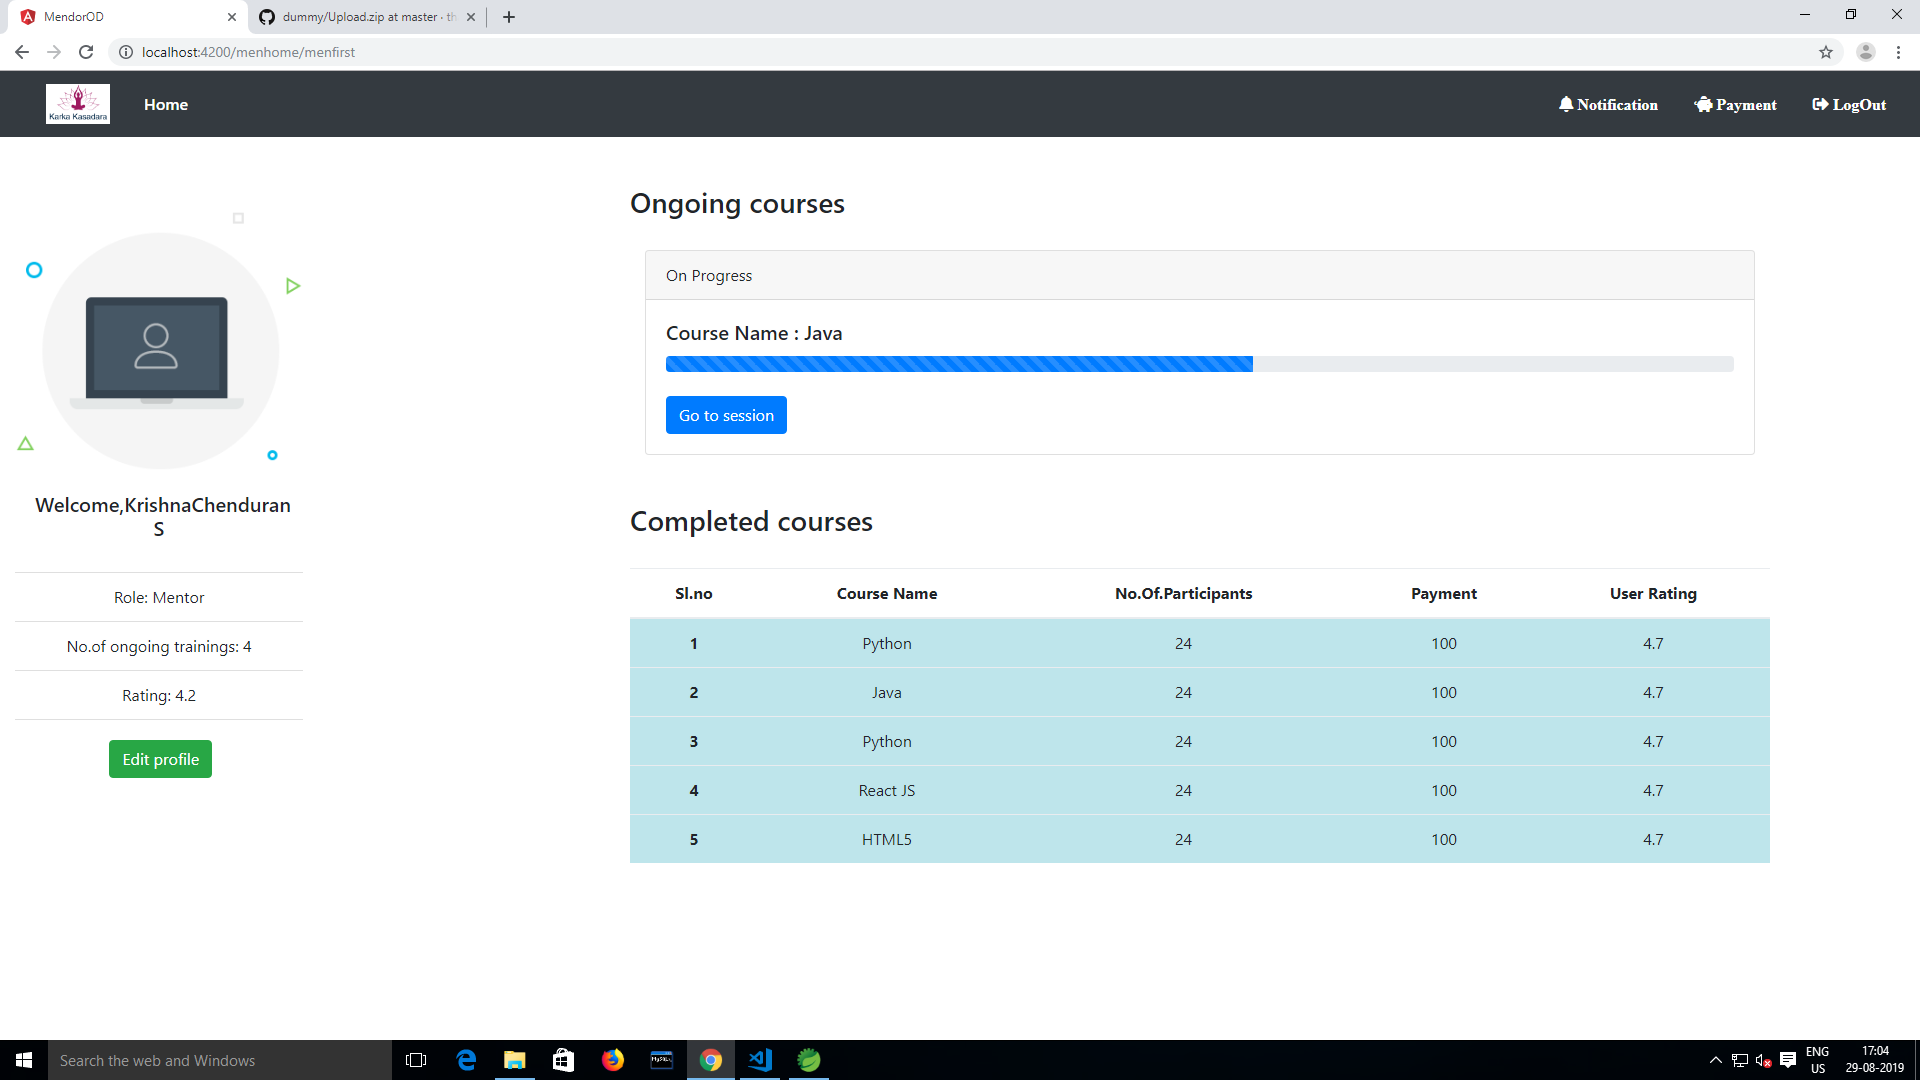 MendorOD
dummy/Upload.zip at master · th
localhost:4200/menhome/menfirst
Karka Kasadara
Home
Notification
Payment
LogOut
Ongoing courses
On Progress
Course Name : Java
Go to session
Welcome,KrishnaChenduran
S
Role: Mentor
No.of ongoing trainings: 4
Rating: 4.2
Edit profile
Completed courses
Sl.no Course Name No.Of.Participants Payment User Rating
1 Python 24 100 4.7
2 Java 24 100 4.7
3 Python 24 100 4.7
4 React JS 24 100 4.7
5 HTML5 24 100 4.7
Search the web and Windows
ENG
US
17:04
29-08-2019